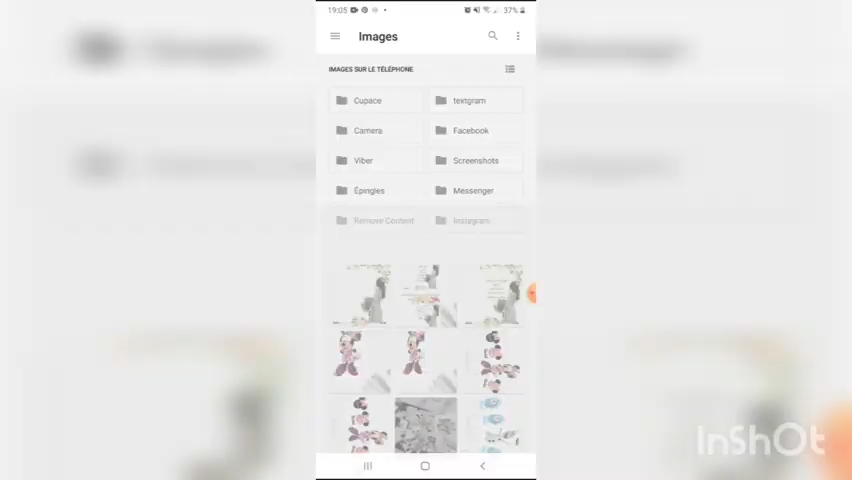 19:05
37%
Images
IMAGES SUR LE TÉLÉPHONE
Cupace
textgram
Camera
Facebook
Viber
Screenshots
Épingles
Messenger
Remove Content
Instagram
InShOt